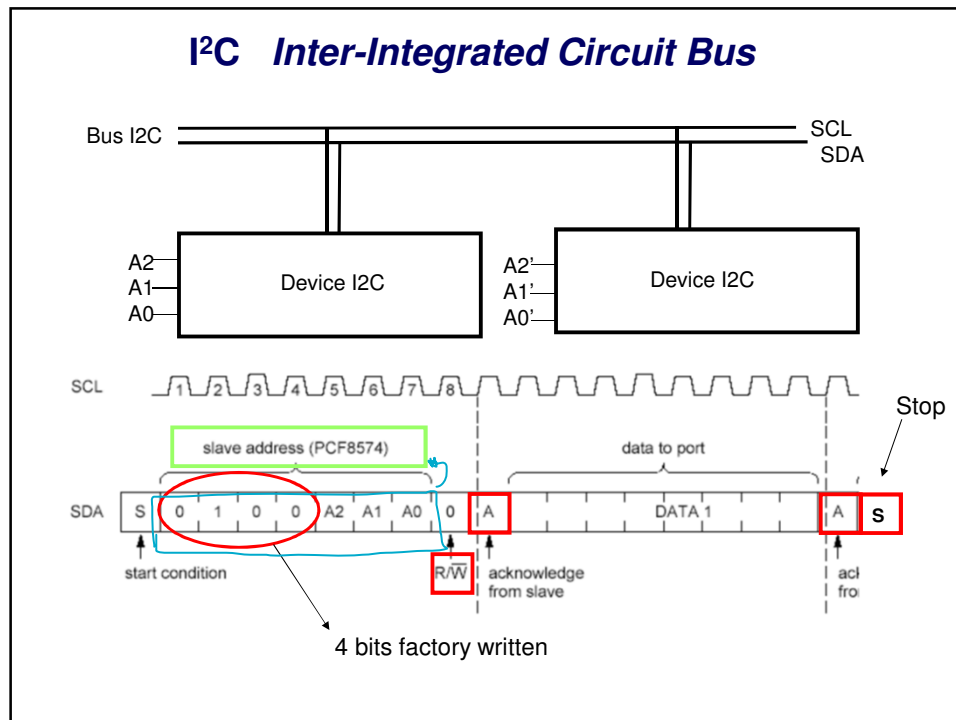 I²C Inter-Integrated Circuit Bus
Bus I2C
SCL
SDA
A2
A1
A0
Device I2C
A2'
A1'
A0'
Device I2C
SCL
1 2 3 4 5 6 7 8
Stop
slave address (PCF8574)
data to port
SDA S 0 1 0 0 A2 A1 A0 0 A DATA 1 A S
start condition
R/W̅
acknowledge
from slave
ack
fro
4 bits factory written